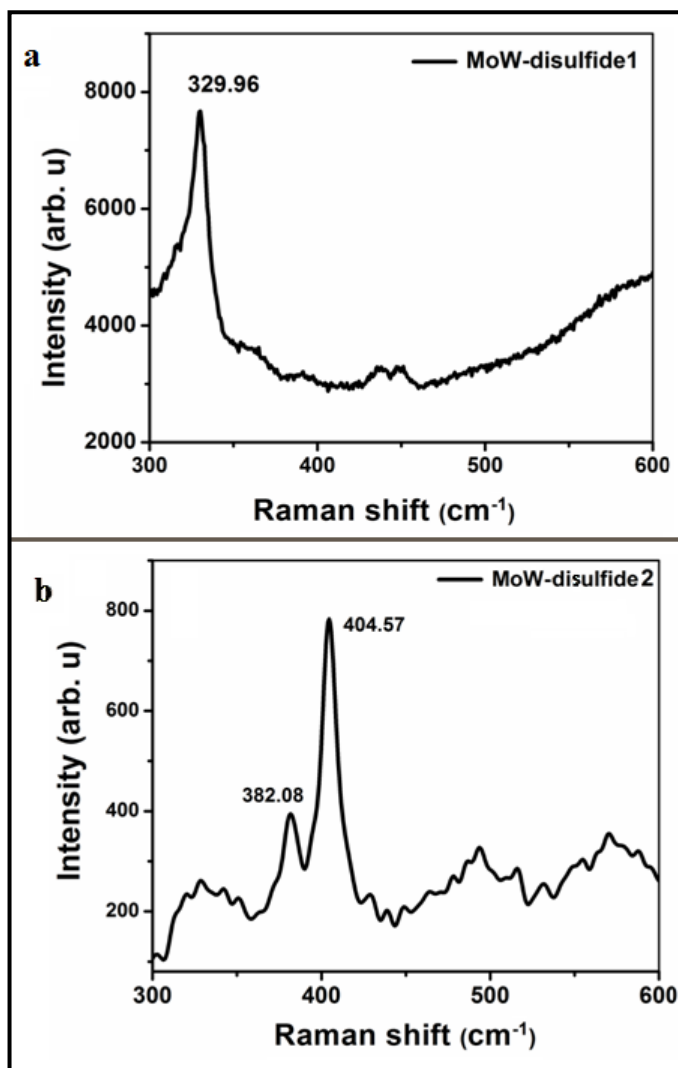 a
MoW-disulfide1
329.96
8000
6000
4000
2000
Intensity (arb. u)
300 400 500 600
Raman shift (cm⁻¹)
b
MoW-disulfide2
404.57
382.08
800
600
400
200
Intensity (arb. u)
300 400 500 600
Raman shift (cm⁻¹)